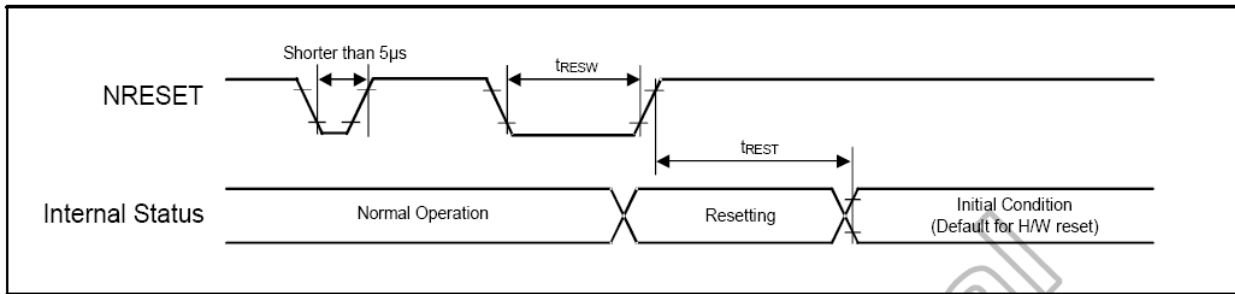 Shorter than 5μs
tRESW
NRESET
tREST
Internal Status
Normal Operation
Resetting
Initial Condition
(Default for H/W reset)